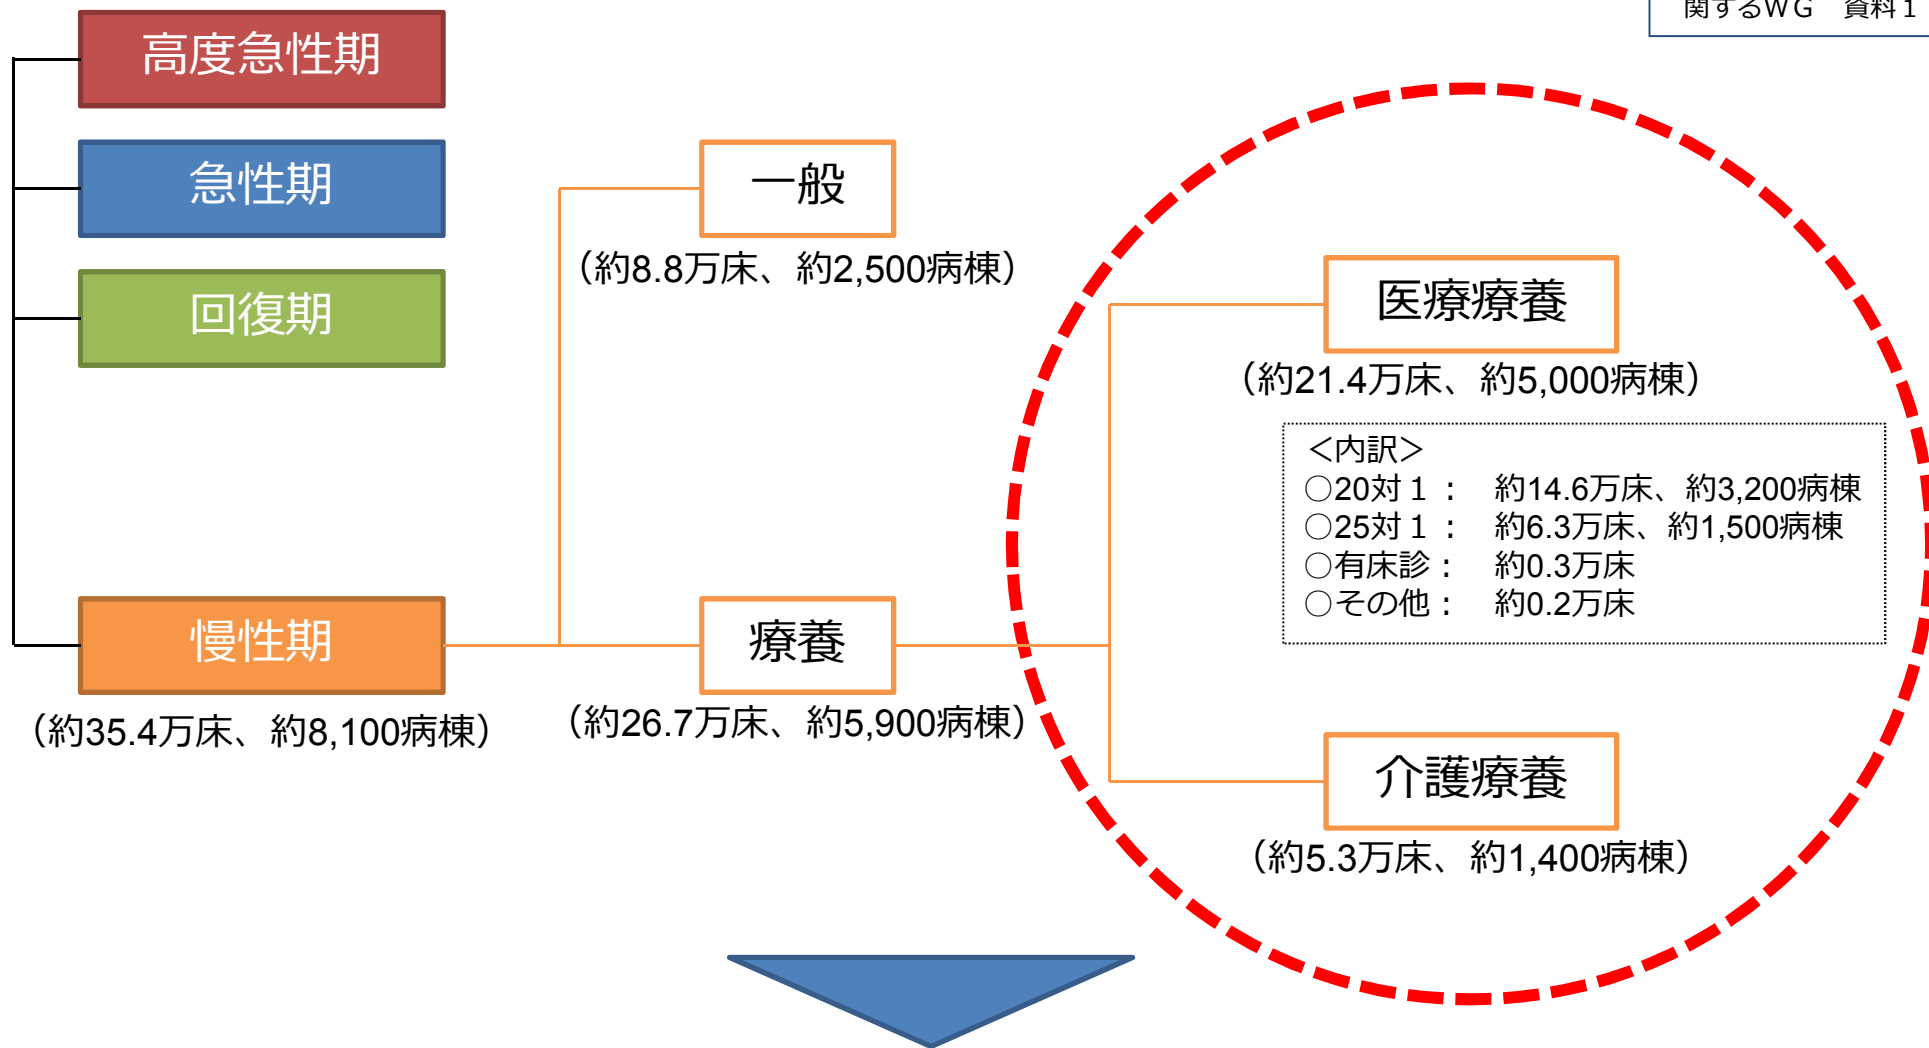 関するＷＧ　資料１
高度急性期
急性期
回復期
慢性期
（約35.4万床、約8,100病棟）
一般
（約8.8万床、約2,500病棟）
療養
（約26.7万床、約5,900病棟）
医療療養
（約21.4万床、約5,000病棟）
＜内訳＞
○20対１：　約14.6万床、約3,200病棟
○25対１：　約6.3万床、約1,500病棟
○有床診：　約0.3万床
○その他：　約0.2万床
介護療養
（約5.3万床、約1,400病棟）